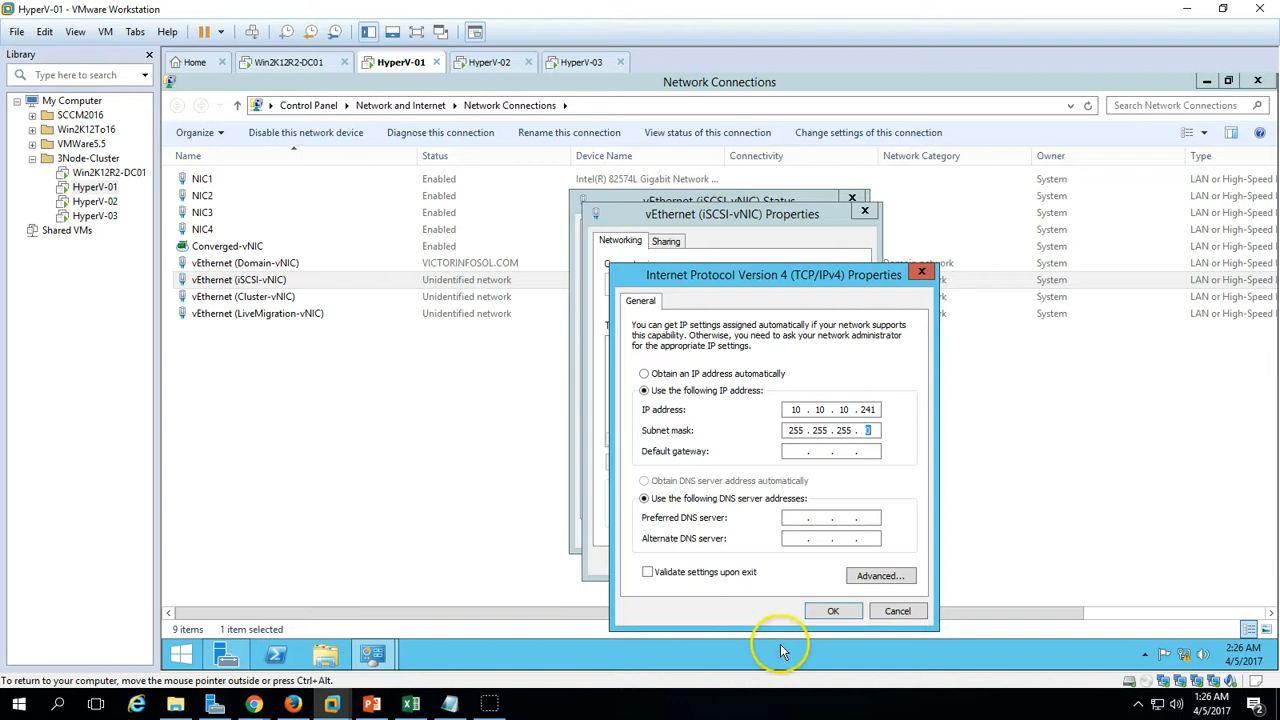 HyperV-01 - VMware Workstation
File Edit View VM Tabs Help
Library
Home Win2K12R2-DC01 HyperV-01 HyperV-02 HyperV-03
Type here to search
Network Connections
My Computer
SCCM2016
Win2K12To16
VMWare5.5
3Node-Cluster
Win2K12R2-DC01
HyperV-01
HyperV-02
HyperV-03
Shared VMs
Control Panel Network and Internet Network Connections
Search Network Connections
Organize Disable this network device Diagnose this connection Rename this connection View status of this connection Change settings of this connection
Name Status Device Name Connectivity Network Category Owner Type
NIC1 Enabled Intel(R) 82574L Gigabit Network ... System LAN or High-Speed I
NIC2 Enabled System LAN or High-Speed I
NIC3 Enabled System LAN or High-Speed I
NIC4 Enabled System LAN or High-Speed I
Converged-vNIC Enabled System LAN or High-Speed I
vEthernet (Domain-vNIC) VICTORINFOSOL.COM System LAN or High-Speed I
vEthernet (iSCSI-vNIC) Unidentified network System LAN or High-Speed I
vEthernet (Cluster-vNIC) Unidentified network System LAN or High-Speed I
vEthernet (LiveMigration-vNIC) Unidentified network System LAN or High-Speed I
vEthernet (iSCSI-vNIC) Status
vEthernet (iSCSI-vNIC) Properties
Networking Sharing
Internet Protocol Version 4 (TCP/IPv4) Properties
General
You can get IP settings assigned automatically if your network supports
this capability. Otherwise, you need to ask your network administrator
for the appropriate IP settings.
Obtain an IP address automatically
Use the following IP address:
IP address: 10 . 10 . 10 . 241
Subnet mask: 255 . 255 . 255 . 0
Default gateway: . . .
Obtain DNS server address automatically
Use the following DNS server addresses:
Preferred DNS server: . . .
Alternate DNS server: . . .
Validate settings upon exit
Advanced...
OK Cancel
9 items 1 item selected
2:26 AM
4/5/2017
To return to your computer, move the mouse pointer outside or press Ctrl+Alt.
1:26 AM
4/5/2017
2